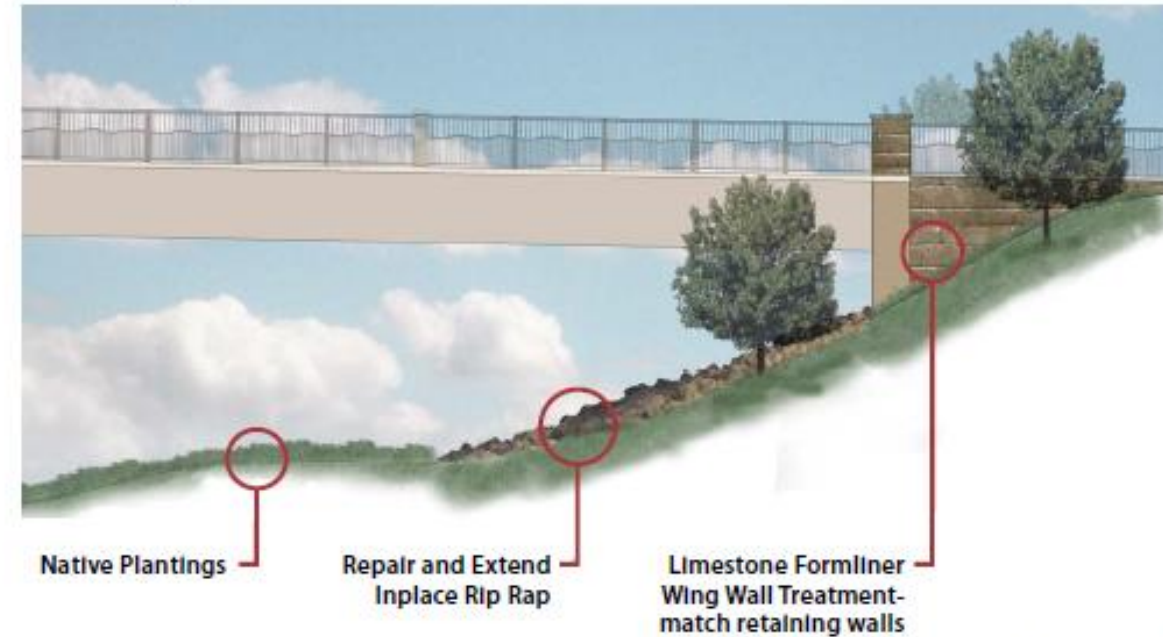 Native Plantings
Repair and Extend
Inplace Rip Rap
Limestone Formliner
Wing Wall Treatment-
match retaining walls